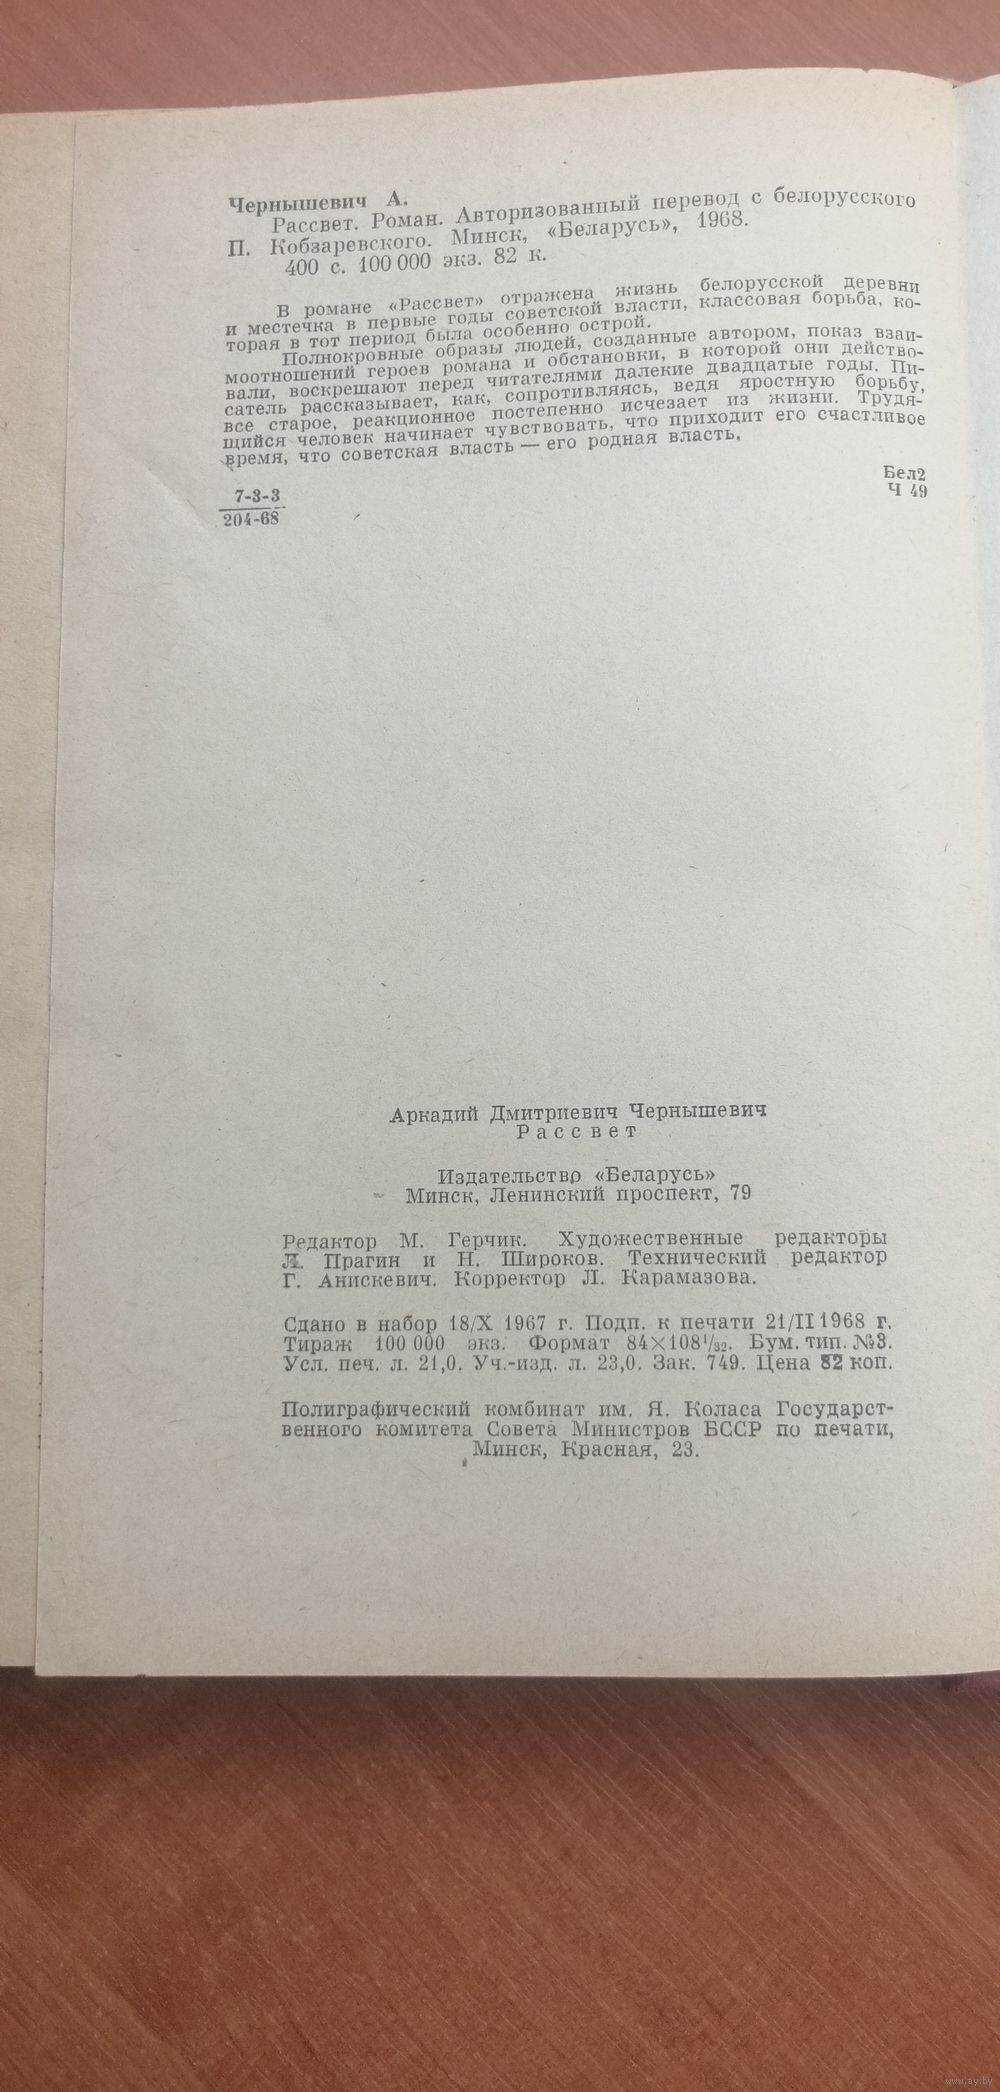 Чернышевич А.
Рассвет. Роман. Авторизованный перевод с белорусского
П. Кобзаревского. Минск, «Беларусь», 1968.
400 с. 100 000 экз. 82 к.
В романе «Рассвет» отражена жизнь белорусской деревни
и местечка в первые годы советской власти, классовая борьба, ко-
торая в тот период была особенно острой.
Полнокровные образы людей, созданные автором, показ взаи-
моотношений героев романа и обстановки, в которой они действо-
вали, воскрешают перед читателями далекие двадцатые годы. Пи-
сатель рассказывает, как, сопротивляясь, ведя яростную борьбу,
все старое, реакционное постепенно исчезает из жизни. Трудя-
щийся человек начинает чувствовать, что приходит его счастливое
время, что советская власть — его родная власть.
Бел2
Ч 49
7-3-3
204-68
Аркадий Дмитриевич Чернышевич
Рассвет
Издательство «Беларусь»
Минск, Ленинский проспект, 79
Редактор М. Герчик. Художественные редакторы
Л. Прагин и Н. Широков. Технический редактор
Г. Анискевич. Корректор Л. Карамазова.
Сдано в набор 18/X 1967 г. Подп. к печати 21/II 1968 г.
Тираж 100 000 экз. Формат 84×108¹/₃₂. Бум. тип. №3.
Усл. печ. л. 21,0. Уч.-изд. л. 23,0. Зак. 749. Цена 82 коп.
Полиграфический комбинат им. Я. Коласа Государст-
венного комитета Совета Министров БССР по печати,
Минск, Красная, 23.
www.ay.by